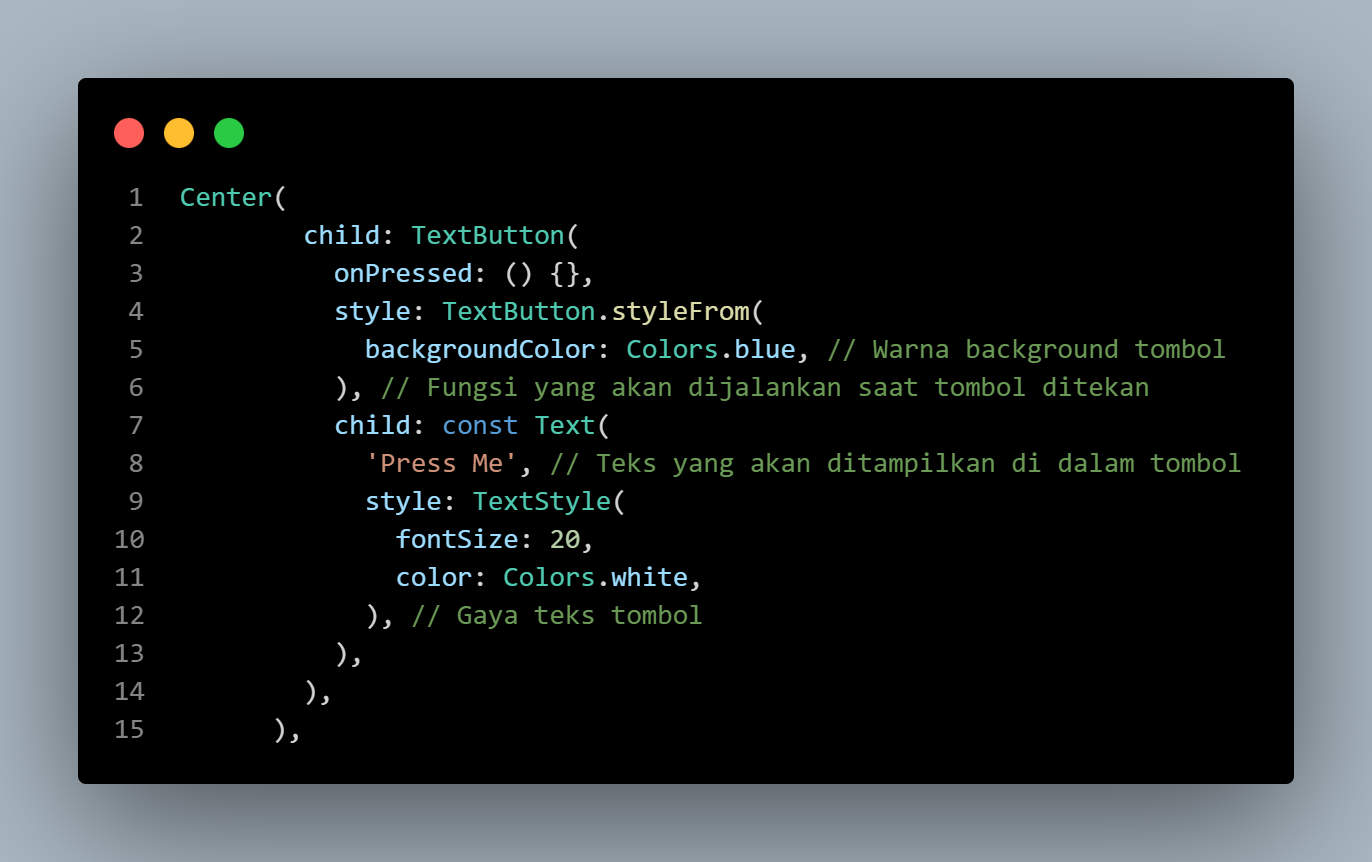 1 Center(
2         child: TextButton(
3           onPressed: () {},
4           style: TextButton.styleFrom(
5             backgroundColor: Colors.blue, // Warna background tombol
6           ), // Fungsi yang akan dijalankan saat tombol ditekan
7           child: const Text(
8             'Press Me', // Teks yang akan ditampilkan di dalam tombol
9             style: TextStyle(
10               fontSize: 20,
11               color: Colors.white,
12             ), // Gaya teks tombol
13           ),
14         ),
15       ),